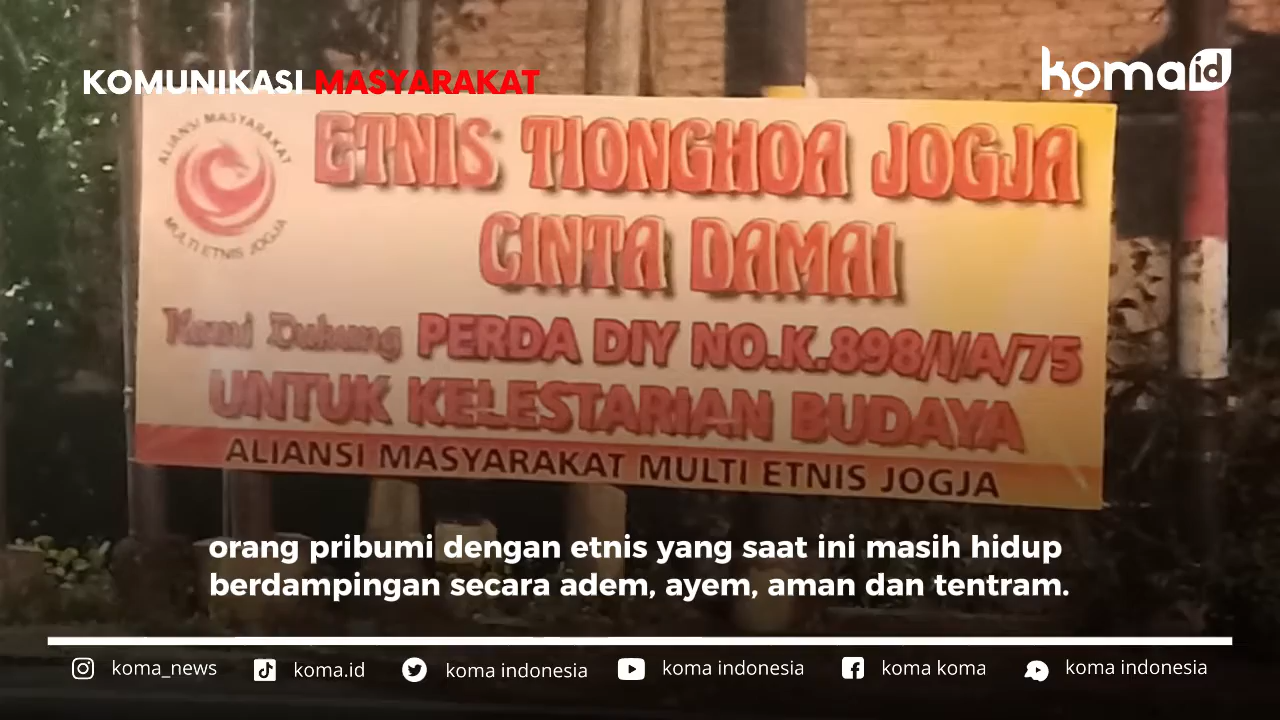 KOMUNIKASI MASYARAKAT
komaid
ALIANSI MASYARAKAT
MULTI ETNIS JOGJA
ETNIS TIONGHOA JOGJA
CINTA DAMAI
Kami Dukung PERDA DIY NO.K.898/I/A/75
UNTUK KELESTARIAN BUDAYA
ALIANSI MASYARAKAT MULTI ETNIS JOGJA
orang pribumi dengan etnis yang saat ini masih hidup
berdampingan secara adem, ayem, aman dan tentram.
koma_news koma.id koma indonesia koma indonesia koma koma koma indonesia